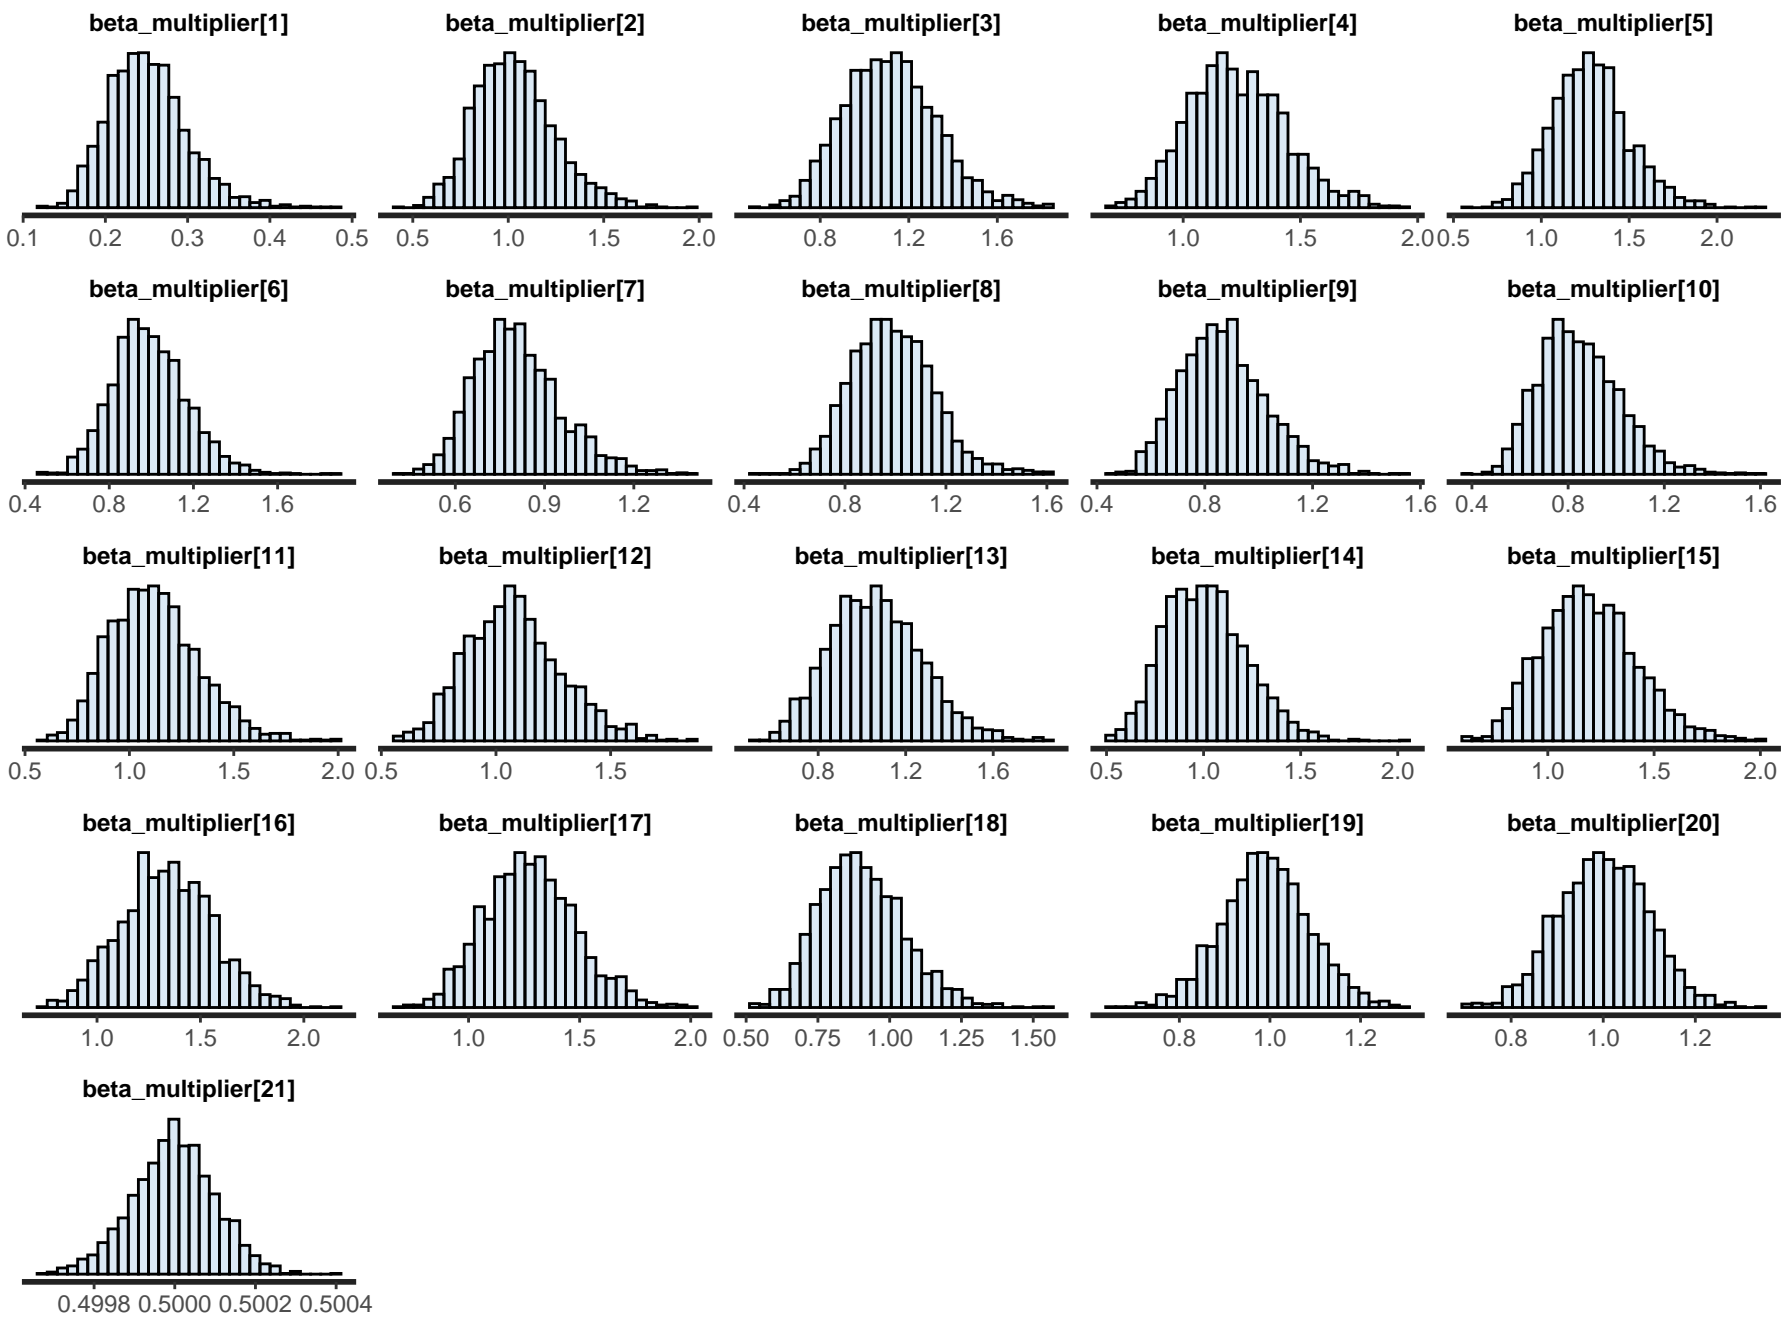 beta_multiplier[1] beta_multiplier[2] beta_multiplier[3] beta_multiplier[4] beta_multiplier[5]
0.1 0.2 0.3 0.4 0.5 0.5 1.0 1.5 2.0 0.8 1.2 1.6 1.0 1.5 2.0 0.5 1.0 1.5 2.0
beta_multiplier[6] beta_multiplier[7] beta_multiplier[8] beta_multiplier[9] beta_multiplier[10]
0.4 0.8 1.2 1.6 0.6 0.9 1.2 0.4 0.8 1.2 1.6 0.4 0.8 1.2 1.6 0.4 0.8 1.2 1.6
beta_multiplier[11] beta_multiplier[12] beta_multiplier[13] beta_multiplier[14] beta_multiplier[15]
0.5 1.0 1.5 2.0 0.5 1.0 1.5 0.8 1.2 1.6 0.5 1.0 1.5 2.0 1.0 1.5 2.0
beta_multiplier[16] beta_multiplier[17] beta_multiplier[18] beta_multiplier[19] beta_multiplier[20]
1.0 1.5 2.0 1.0 1.5 2.0 0.50 0.75 1.00 1.25 1.50 0.8 1.0 1.2 0.8 1.0 1.2
beta_multiplier[21]
0.4998 0.5000 0.5002 0.5004